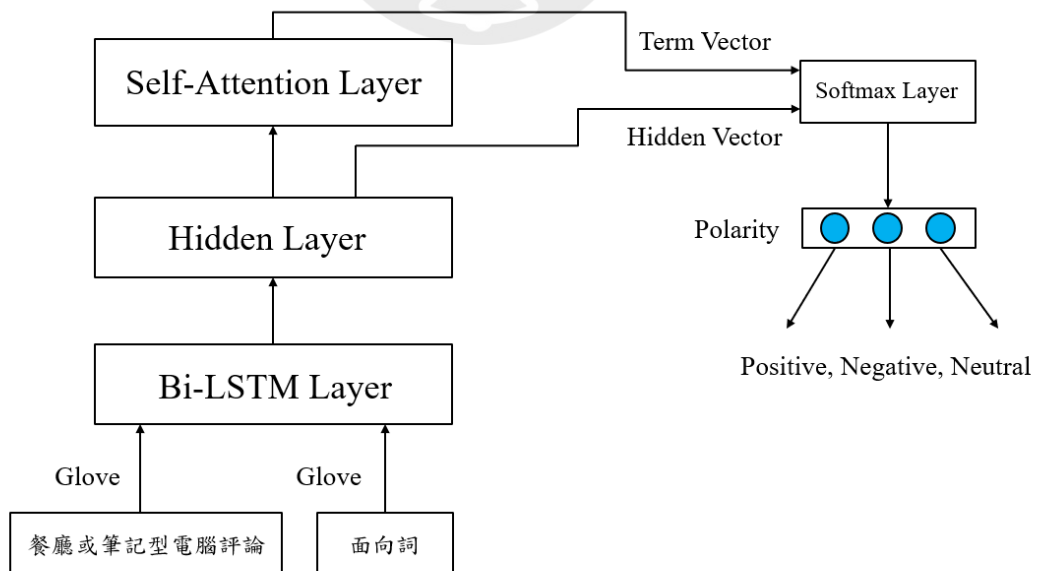 Self-Attention Layer
Term Vector
Softmax Layer
Hidden Vector
Hidden Layer
Polarity
Positive, Negative, Neutral
Bi-LSTM Layer
Glove
Glove
餐廳或筆記型電腦評論
面向詞